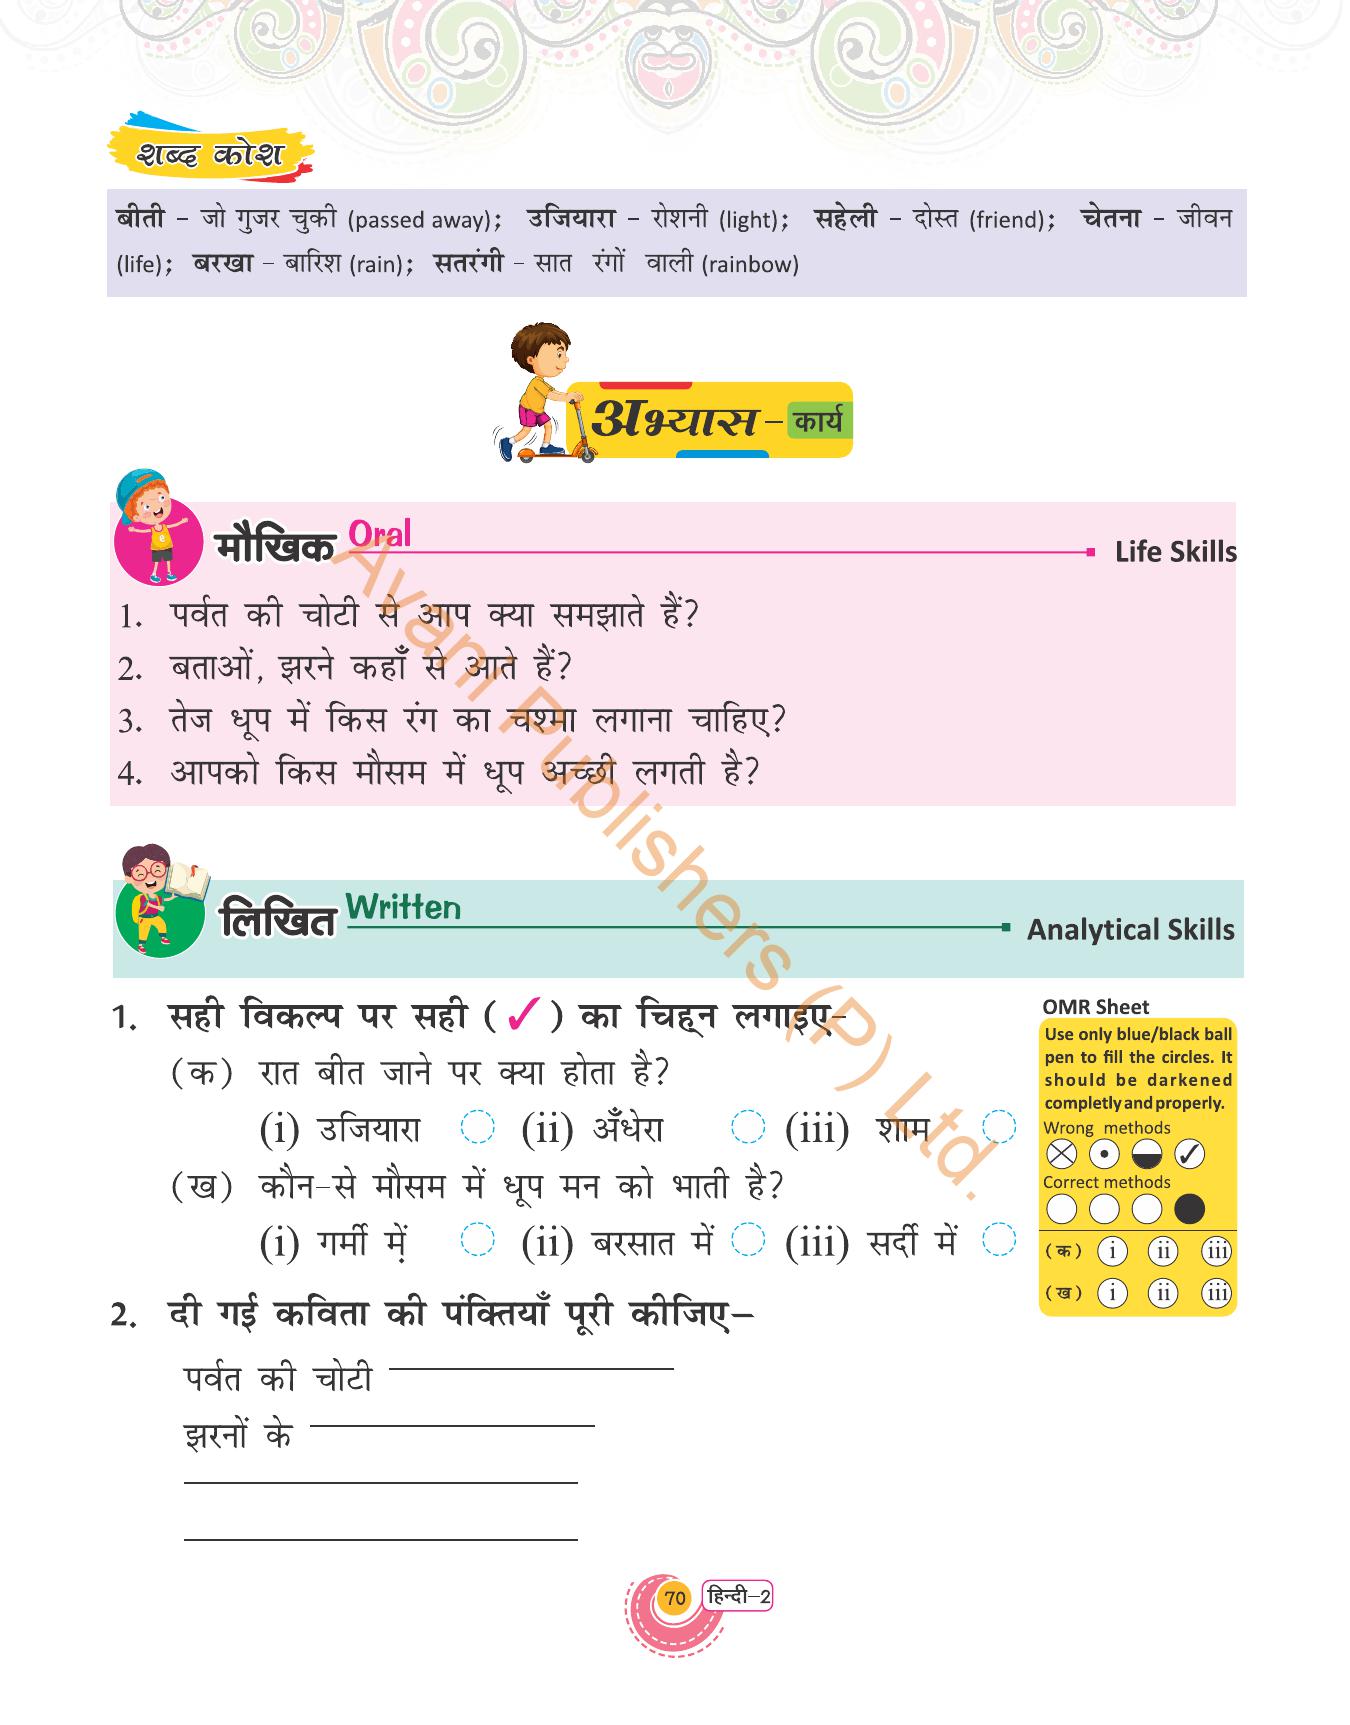 शब्द कोश
बीती – जो गुजर चुकी (passed away); उजियारा – रोशनी (light); सहेली – दोस्त (friend); चेतना – जीवन
(life); बरखा – बारिश (rain); सतरंगी – सात रंगों वाली (rainbow)
अभ्यास – कार्य
मौखिक Oral
Life Skills
1. पर्वत की चोटी से आप क्या समझाते हैं?
2. बताओं, झरने कहाँ से आते हैं?
3. तेज धूप में किस रंग का चश्मा लगाना चाहिए?
4. आपको किस मौसम में धूप अच्छी लगती है?
लिखित Written
Analytical Skills
1. सही विकल्प पर सही (✓) का चिह्न लगाइए–
(क) रात बीत जाने पर क्या होता है?
(i) उजियारा (ii) अँधेरा (iii) शाम
(ख) कौन-से मौसम में धूप मन को भाती है?
(i) गर्मी में़ (ii) बरसात में (iii) सर्दी में
OMR Sheet
Use only blue/black ball
pen to fill the circles. It
should be darkened
completly and properly.
Wrong methods
Correct methods
(क) i ii iii
(ख) i ii iii
2. दी गई कविता की पंक्तियाँ पूरी कीजिए–
पर्वत की चोटी
झरनों के
70 हिन्दी–2
Avani Publishers (P) Ltd.